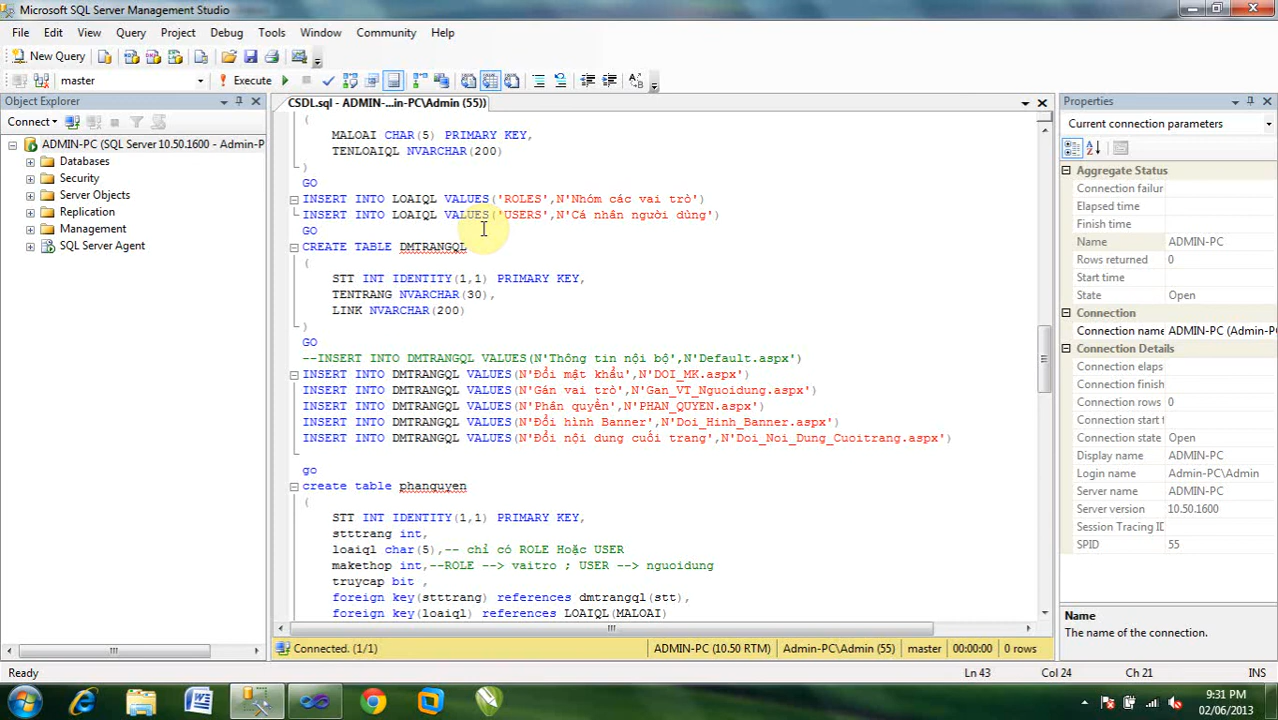 Microsoft SQL Server Management Studio
File Edit View Query Project Debug Tools Window Community Help
New Query
master Execute
Object Explorer
Connect
ADMIN-PC (SQL Server 10.50.1600 - Admin-P
Databases
Security
Server Objects
Replication
Management
SQL Server Agent
CSDL.sql - ADMIN-...in-PC\Admin (55))
(
MALOAI CHAR(5) PRIMARY KEY,
TENLOAIQL NVARCHAR(200)
)
GO
INSERT INTO LOAIQL VALUES('ROLES',N'Nhóm các vai trò')
INSERT INTO LOAIQL VALUES('USERS',N'Cá nhân người dùng')
GO
CREATE TABLE DMTRANGQL
(
STT INT IDENTITY(1,1) PRIMARY KEY,
TENTRANG NVARCHAR(30),
LINK NVARCHAR(200)
)
GO
--INSERT INTO DMTRANGQL VALUES(N'Thông tin nội bộ',N'Default.aspx')
INSERT INTO DMTRANGQL VALUES(N'Đổi mật khẩu',N'DOI_MK.aspx')
INSERT INTO DMTRANGQL VALUES(N'Gán vai trò',N'Gan_VT_Nguoidung.aspx')
INSERT INTO DMTRANGQL VALUES(N'Phân quyền',N'PHAN_QUYEN.aspx')
INSERT INTO DMTRANGQL VALUES(N'Đổi hình Banner',N'Doi_Hinh_Banner.aspx')
INSERT INTO DMTRANGQL VALUES(N'Đổi nội dung cuối trang',N'Doi_Noi_Dung_Cuoitrang.aspx')
go
create table phanquyen
(
STT INT IDENTITY(1,1) PRIMARY KEY,
stttrang int,
loaiql char(5),-- chỉ có ROLE Hoặc USER
makethop int,--ROLE --> vaitro ; USER --> nguoidung
truycap bit ,
foreign key(stttrang) references dmtrangql(stt),
foreign key(loaiql) references LOAIQL(MALOAI)
Connected. (1/1) ADMIN-PC (10.50 RTM) Admin-PC\Admin (55) master 00:00:00 0 rows
Properties
Current connection parameters
Aggregate Status
Connection failur
Elapsed time
Finish time
Name ADMIN-PC
Rows returned 0
Start time
State Open
Connection
Connection name ADMIN-PC (Admin-P
Connection Details
Connection elaps
Connection finish
Connection rows 0
Connection start t
Connection state Open
Display name ADMIN-PC
Login name Admin-PC\Admin
Server name ADMIN-PC
Server version 10.50.1600
Session Tracing ID
SPID 55
Name
The name of the connection.
Ready Ln 43 Col 24 Ch 21 INS
9:31 PM
02/06/2013